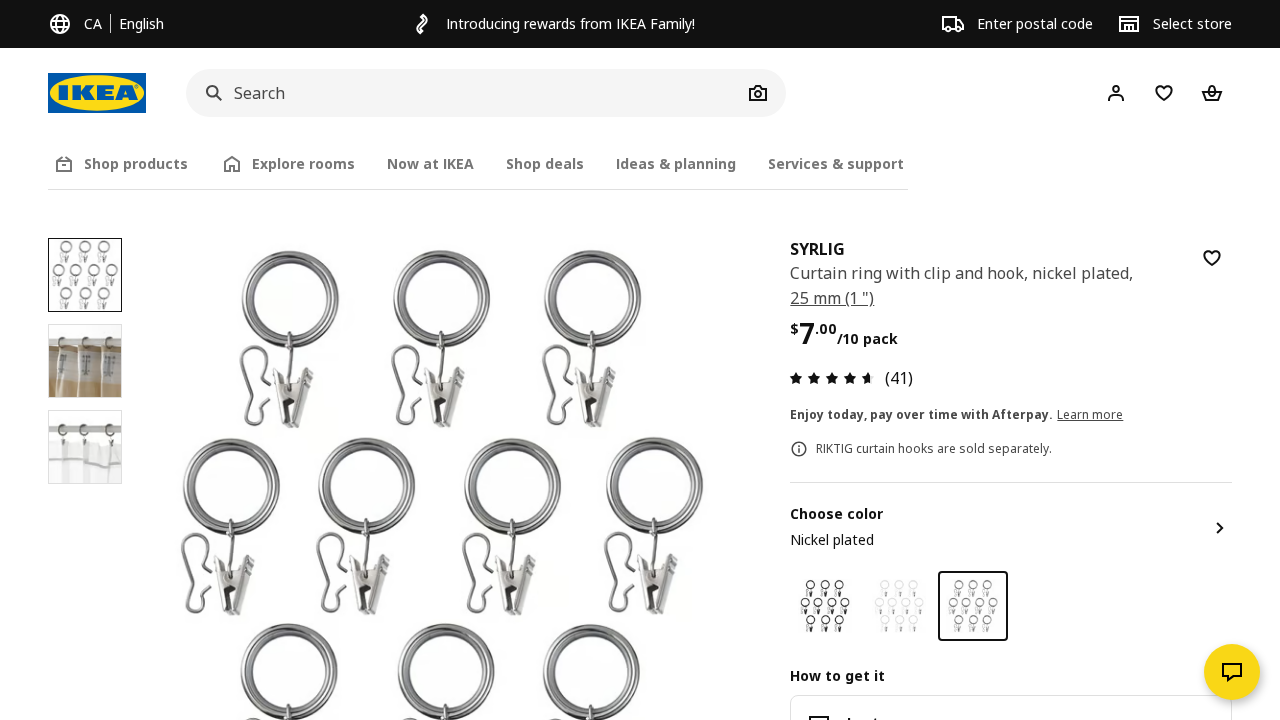 CA English
Introducing rewards from IKEA Family!
Enter postal code
Select store
IKEA
Search
Shop products
Explore rooms
Now at IKEA
Shop deals
Ideas & planning
Services & support
SYRLIG
Curtain ring with clip and hook, nickel plated,
25 mm (1 ")
$7.00/10 pack
(41)
Enjoy today, pay over time with Afterpay. Learn more
RIKTIG curtain hooks are sold separately.
Choose color
Nickel plated
How to get it